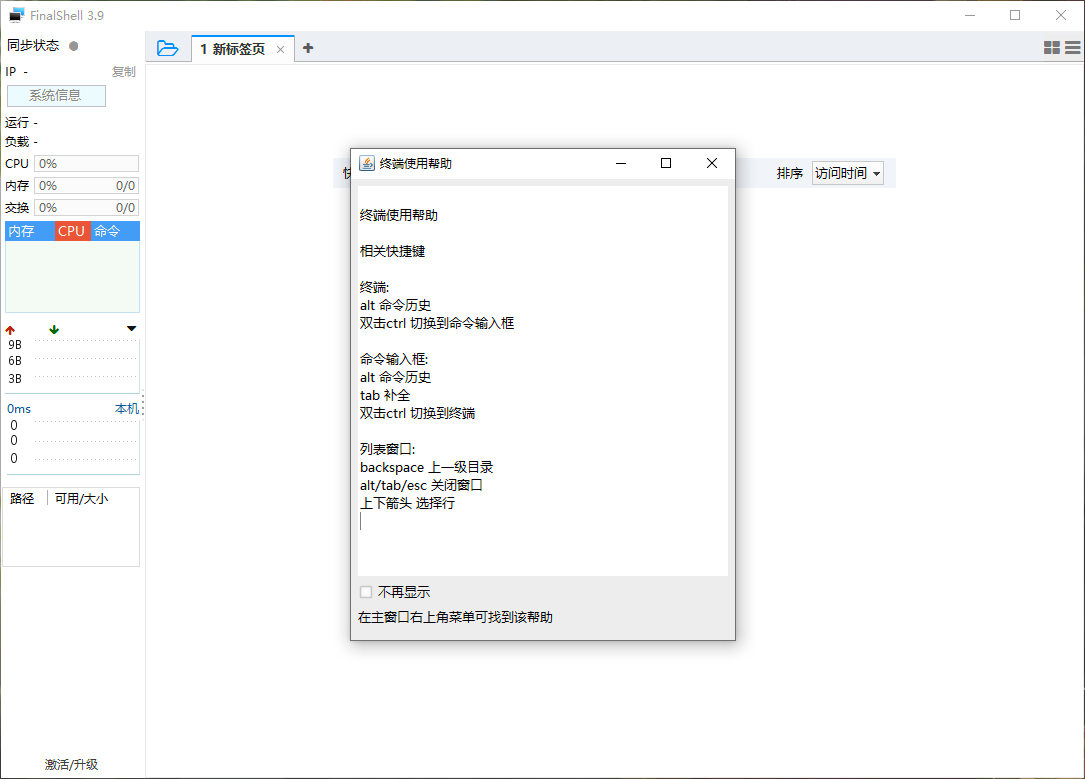 FinalShell 3.9
同步状态
IP -
复制
系统信息
运行 -
负载 -
CPU 0%
内存 0% 0/0
交换 0% 0/0
内存 CPU 命令
9B
6B
3B
0ms 本机
0
0
0
路径 可用/大小
激活/升级
1 新标签页
排序 访问时间
终端使用帮助
终端使用帮助
相关快捷键
终端:
alt 命令历史
双击ctrl 切换到命令输入框
命令输入框:
alt 命令历史
tab 补全
双击ctrl 切换到终端
列表窗口:
backspace 上一级目录
alt/tab/esc 关闭窗口
上下箭头 选择行
不再显示
在主窗口右上角菜单可找到该帮助